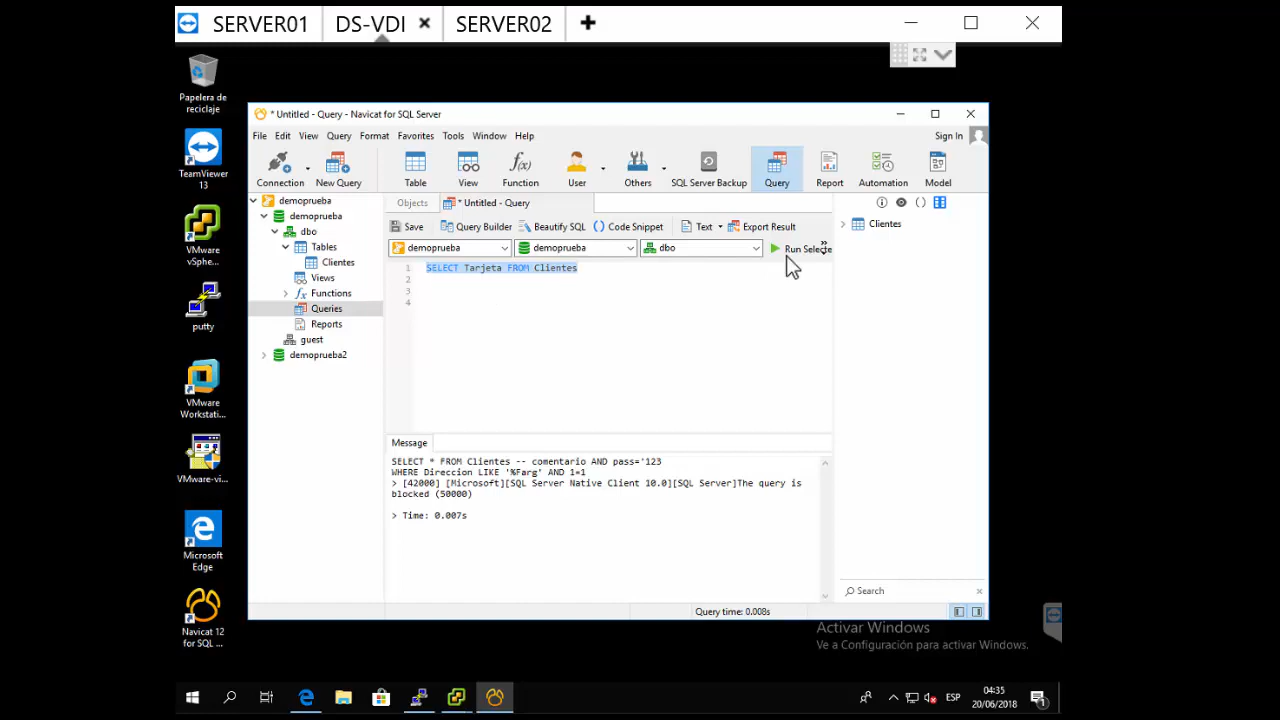 SERVER01
DS-VDI
SERVER02
Papelera de
reciclaje
TeamViewer
13
VMware
vSphe...
putty
VMware
Workstati...
VMware-vi...
Microsoft
Edge
Navicat 12
for SQL ...
* Untitled - Query - Navicat for SQL Server
File Edit View Query Format Favorites Tools Window Help
Sign In
Connection
New Query
Table
View
f(x)
Function
User
Others
SQL Server Backup
Query
Report
Automation
Model
demoprueba
demoprueba
dbo
Tables
Clientes
Views
fx Functions
Queries
Reports
guest
demoprueba2
Objects
* Untitled - Query
Save
Query Builder
Beautify SQL
() Code Snippet
Text
Export Result
demoprueba
demoprueba
dbo
Run Selecte
1 SELECT Tarjeta FROM Clientes
2
3
4
Message
SELECT * FROM Clientes -- comentario AND pass='123
WHERE Direccion LIKE '%Farg' AND 1=1
> [42000] [Microsoft][SQL Server Native Client 10.0][SQL Server]The query is
blocked (50000)
> Time: 0.007s
Clientes
Search
Query time: 0.008s
Activar Windows
Ve a Configuración para activar Windows.
ESP
04:35
20/06/2018
1